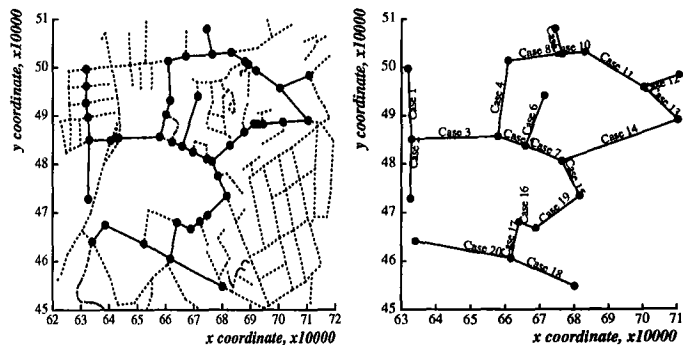 51
50
49
48
47
46
45
y coordinate, x10000
62 63 64 65 66 67 68 69 70 71 72
x coordinate, x10000
51
50
49
48
47
46
45
y coordinate, x10000
63 64 65 66 67 68 69 70 71
x coordinate, x10000
Case 8
Case 10
Case 11
Case 12
Case 13
Case 4
Case 1
Case 6
Case 3
Case 7
Case 14
Case 16
Case 19
Case 17
Case 20
Case 18